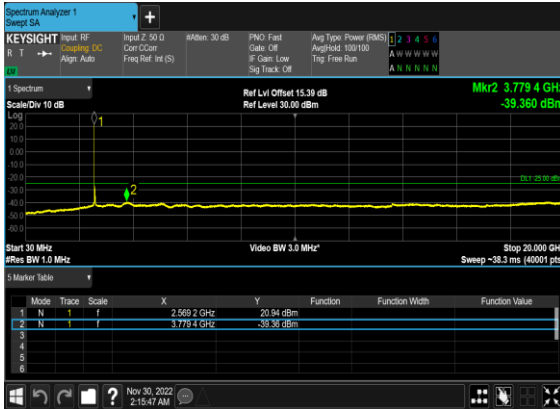 Spectrum Analyzer 1
Swept SA
+
KEYSIGHT Input: RF Input Z: 50 Ω #Atten: 30 dB PNO: Fast Avg Type: Power (RMS) 1 2 3 4 5 6
R T Coupling: DC Corr CCorr Gate: Off Avg|Hold: 100/100 A W W W W W
Align: Auto Freq Ref: Int (S) IF Gain: Low Trig: Free Run
LV Sig Track: Off A N N N N N
1 Spectrum Ref Lvl Offset 15.39 dB Mkr2 3.779 4 GHz
Scale/Div 10 dB Ref Level 30.00 dBm -39.360 dBm
Log
20.0
10.0
0.00
-10.0
-20.0
-30.0
-40.0
-50.0
-60.0
1
2
DL1 -25.00 dBm
Start 30 MHz Video BW 3.0 MHz* Stop 20.000 GHz
#Res BW 1.0 MHz Sweep ~38.3 ms (40001 pts)
5 Marker Table
Mode Trace Scale X Y Function Function Width Function Value
1 N 1 f 2.569 2 GHz 20.94 dBm
2 N 1 f 3.779 4 GHz -39.36 dBm
3
4
5
6
? Nov 30, 2022
2:15:47 AM